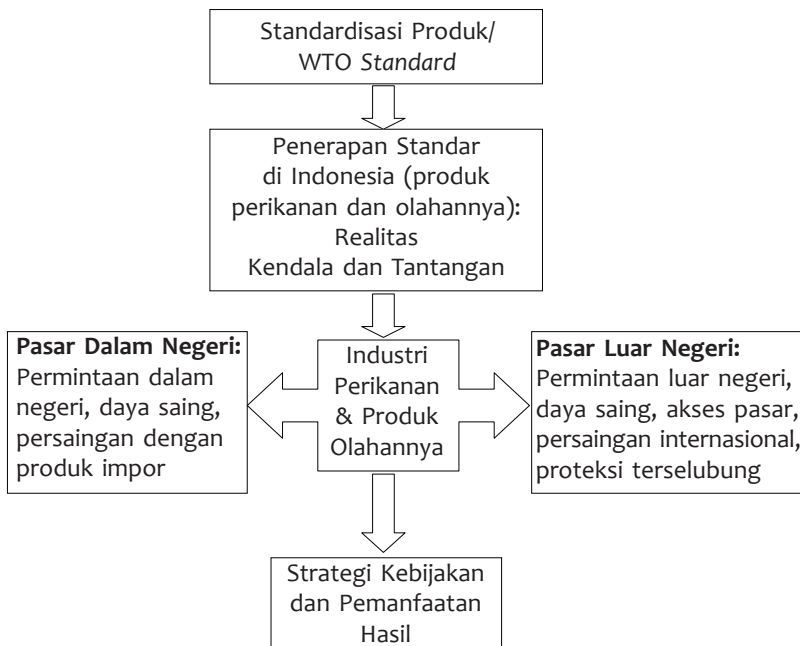 Standardisasi Produk/
WTO Standard
Penerapan Standar
di Indonesia (produk
perikanan dan olahannya):
Realitas
Kendala dan Tantangan
Pasar Dalam Negeri:
Permintaan dalam
negeri, daya saing,
persaingan dengan
produk impor
Industri
Perikanan
& Produk
Olahannya
Pasar Luar Negeri:
Permintaan luar negeri,
daya saing, akses pasar,
persaingan internasional,
proteksi terselubung
Strategi Kebijakan
dan Pemanfaatan
Hasil